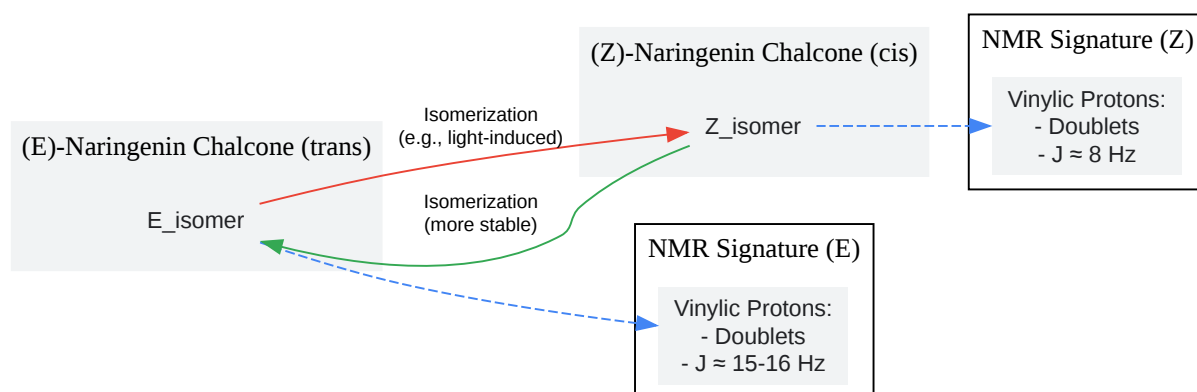 (E)-Naringenin Chalcone (trans)
E_isomer
Isomerization
(e.g., light-induced)
Isomerization
(more stable)
(Z)-Naringenin Chalcone (cis)
Z_isomer
NMR Signature (Z)
Vinylic Protons:
- Doublets
- J ≈ 8 Hz
NMR Signature (E)
Vinylic Protons:
- Doublets
- J ≈ 15-16 Hz